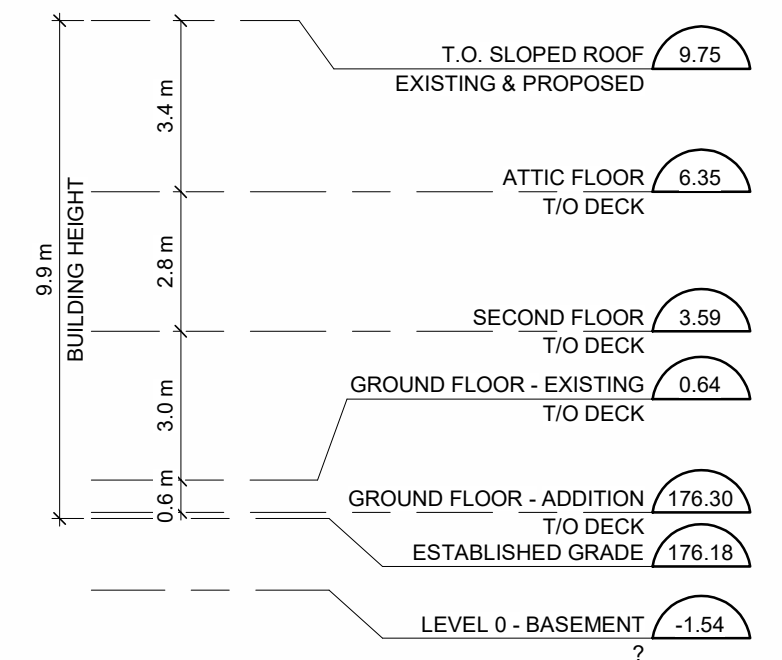 T.O. SLOPED ROOF 9.75
EXISTING & PROPOSED
3.4 m
ATTIC FLOOR 6.35
T/O DECK
9.9 m
BUILDING HEIGHT
2.8 m
SECOND FLOOR 3.59
T/O DECK
3.0 m
GROUND FLOOR - EXISTING 0.64
T/O DECK
0.6 m
GROUND FLOOR - ADDITION 176.30
T/O DECK
ESTABLISHED GRADE 176.18
LEVEL 0 - BASEMENT -1.54
?